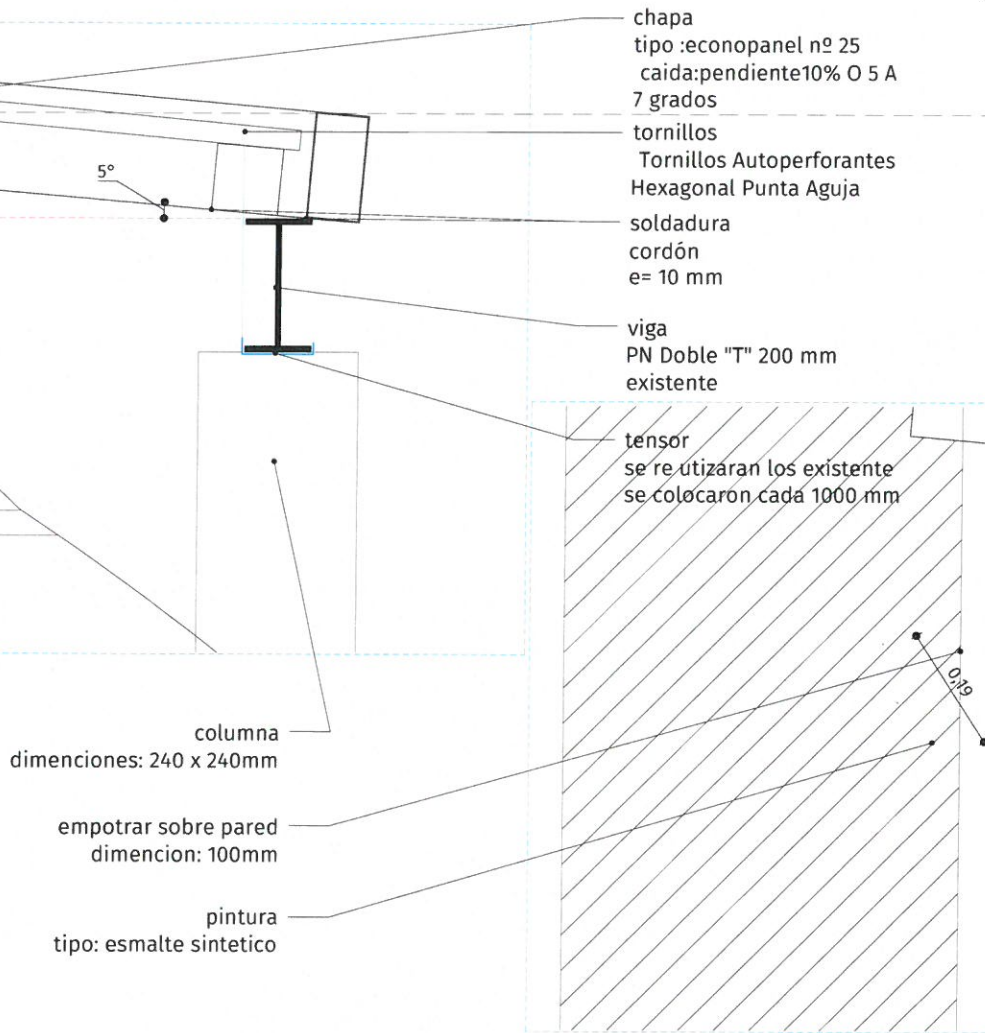 chapa
tipo :econopanel nº 25
caida:pendiente10% O 5 A
7 grados
tornillos
Tornillos Autoperforantes
Hexagonal Punta Aguja
5°
soldadura
cordón
e= 10 mm
viga
PN Doble "T" 200 mm
existente
tensor
se re utizaran los existente
se colocaron cada 1000 mm
0,19
columna
dimenciones: 240 x 240mm
empotrar sobre pared
dimencion: 100mm
pintura
tipo: esmalte sintetico